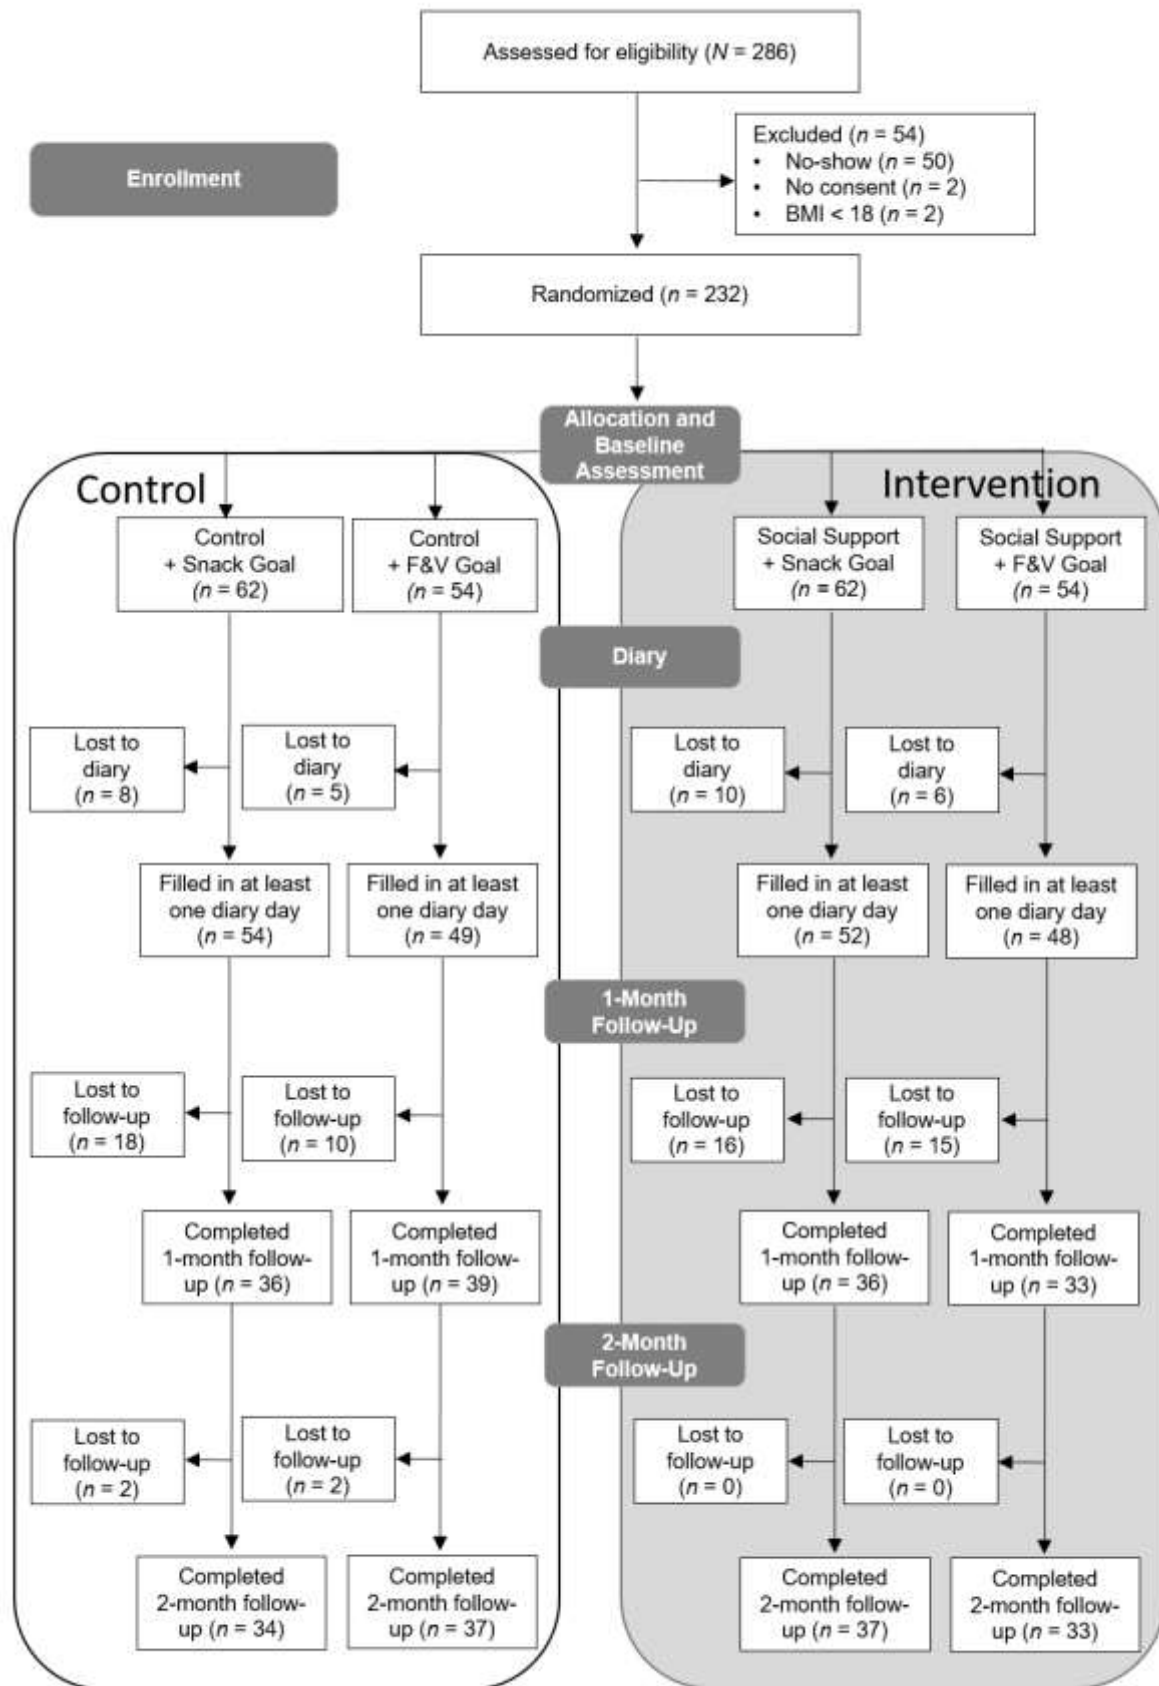 Assessed for eligibility (N = 286)
Excluded (n = 54)
• No-show (n = 50)
• No consent (n = 2)
• BMI < 18 (n = 2)
Enrollment
Randomized (n = 232)
Allocation and
Baseline
Assessment
Control
Intervention
Control
+ Snack Goal
(n = 62)
Control
+ F&V Goal
(n = 54)
Social Support
+ Snack Goal
(n = 62)
Social Support
+ F&V Goal
(n = 54)
Diary
Lost to
diary
(n = 8)
Lost to
diary
(n = 5)
Lost to
diary
(n = 10)
Lost to
diary
(n = 6)
Filled in at least
one diary day
(n = 54)
Filled in at least
one diary day
(n = 49)
Filled in at least
one diary day
(n = 52)
Filled in at least
one diary day
(n = 48)
1-Month
Follow-Up
Lost to
follow-up
(n = 18)
Lost to
follow-up
(n = 10)
Lost to
follow-up
(n = 16)
Lost to
follow-up
(n = 15)
Completed
1-month follow-
up (n = 36)
Completed
1-month follow-
up (n = 39)
Completed
1-month follow-
up (n = 36)
Completed
1-month follow-
up (n = 33)
2-Month
Follow-Up
Lost to
follow-up
(n = 2)
Lost to
follow-up
(n = 2)
Lost to
follow-up
(n = 0)
Lost to
follow-up
(n = 0)
Completed
2-month follow-
up (n = 34)
Completed
2-month follow-
up (n = 37)
Completed
2-month follow-
up (n = 37)
Completed
2-month follow-
up (n = 33)